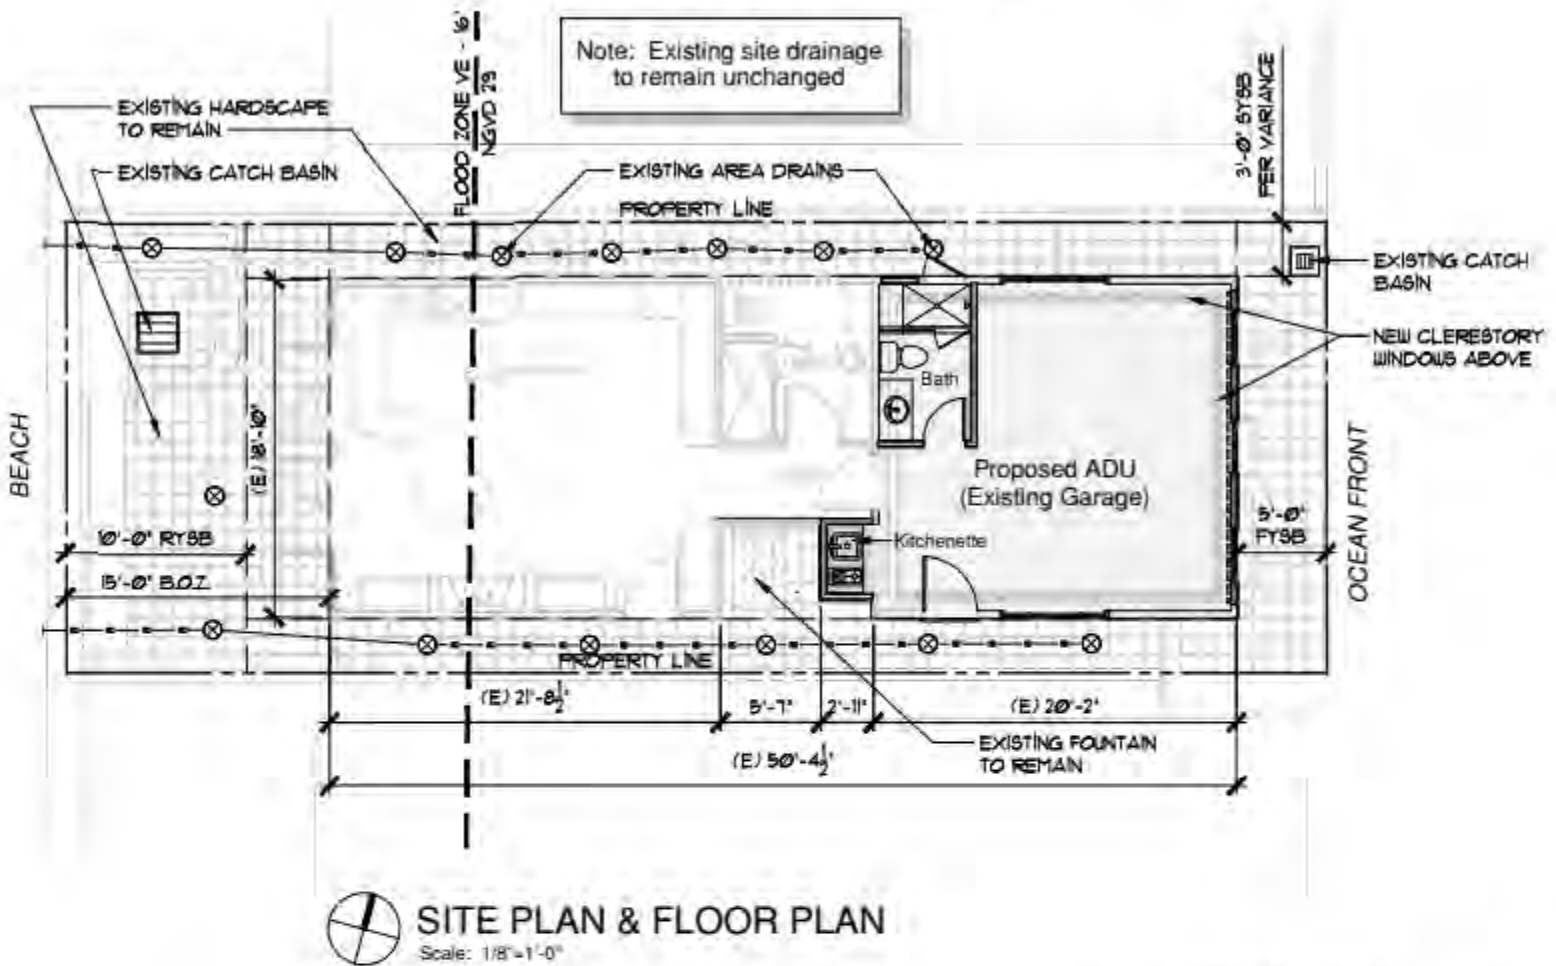 Note: Existing site drainage
to remain unchanged
FLOOD ZONE VE - 16'
NGVD 29
3'-0" SYSB
PER VARIANCE
EXISTING HARDSCAPE
TO REMAIN
EXISTING CATCH BASIN
EXISTING AREA DRAINS
PROPERTY LINE
EXISTING CATCH
BASIN
NEW CLERESTORY
WINDOWS ABOVE
Bath
BEACH
(E) 18'-10"
Proposed ADU
(Existing Garage)
OCEAN FRONT
10'-0" RYSB
15'-0" B.O.Z.
Kitchenette
5'-0"
FYSB
PROPERTY LINE
(E) 21'-8 1/2"
5'-7"
2'-11"
(E) 20'-2"
(E) 50'-4 1/2"
EXISTING FOUNTAIN
TO REMAIN
SITE PLAN & FLOOR PLAN
Scale: 1/8"=1'-0"